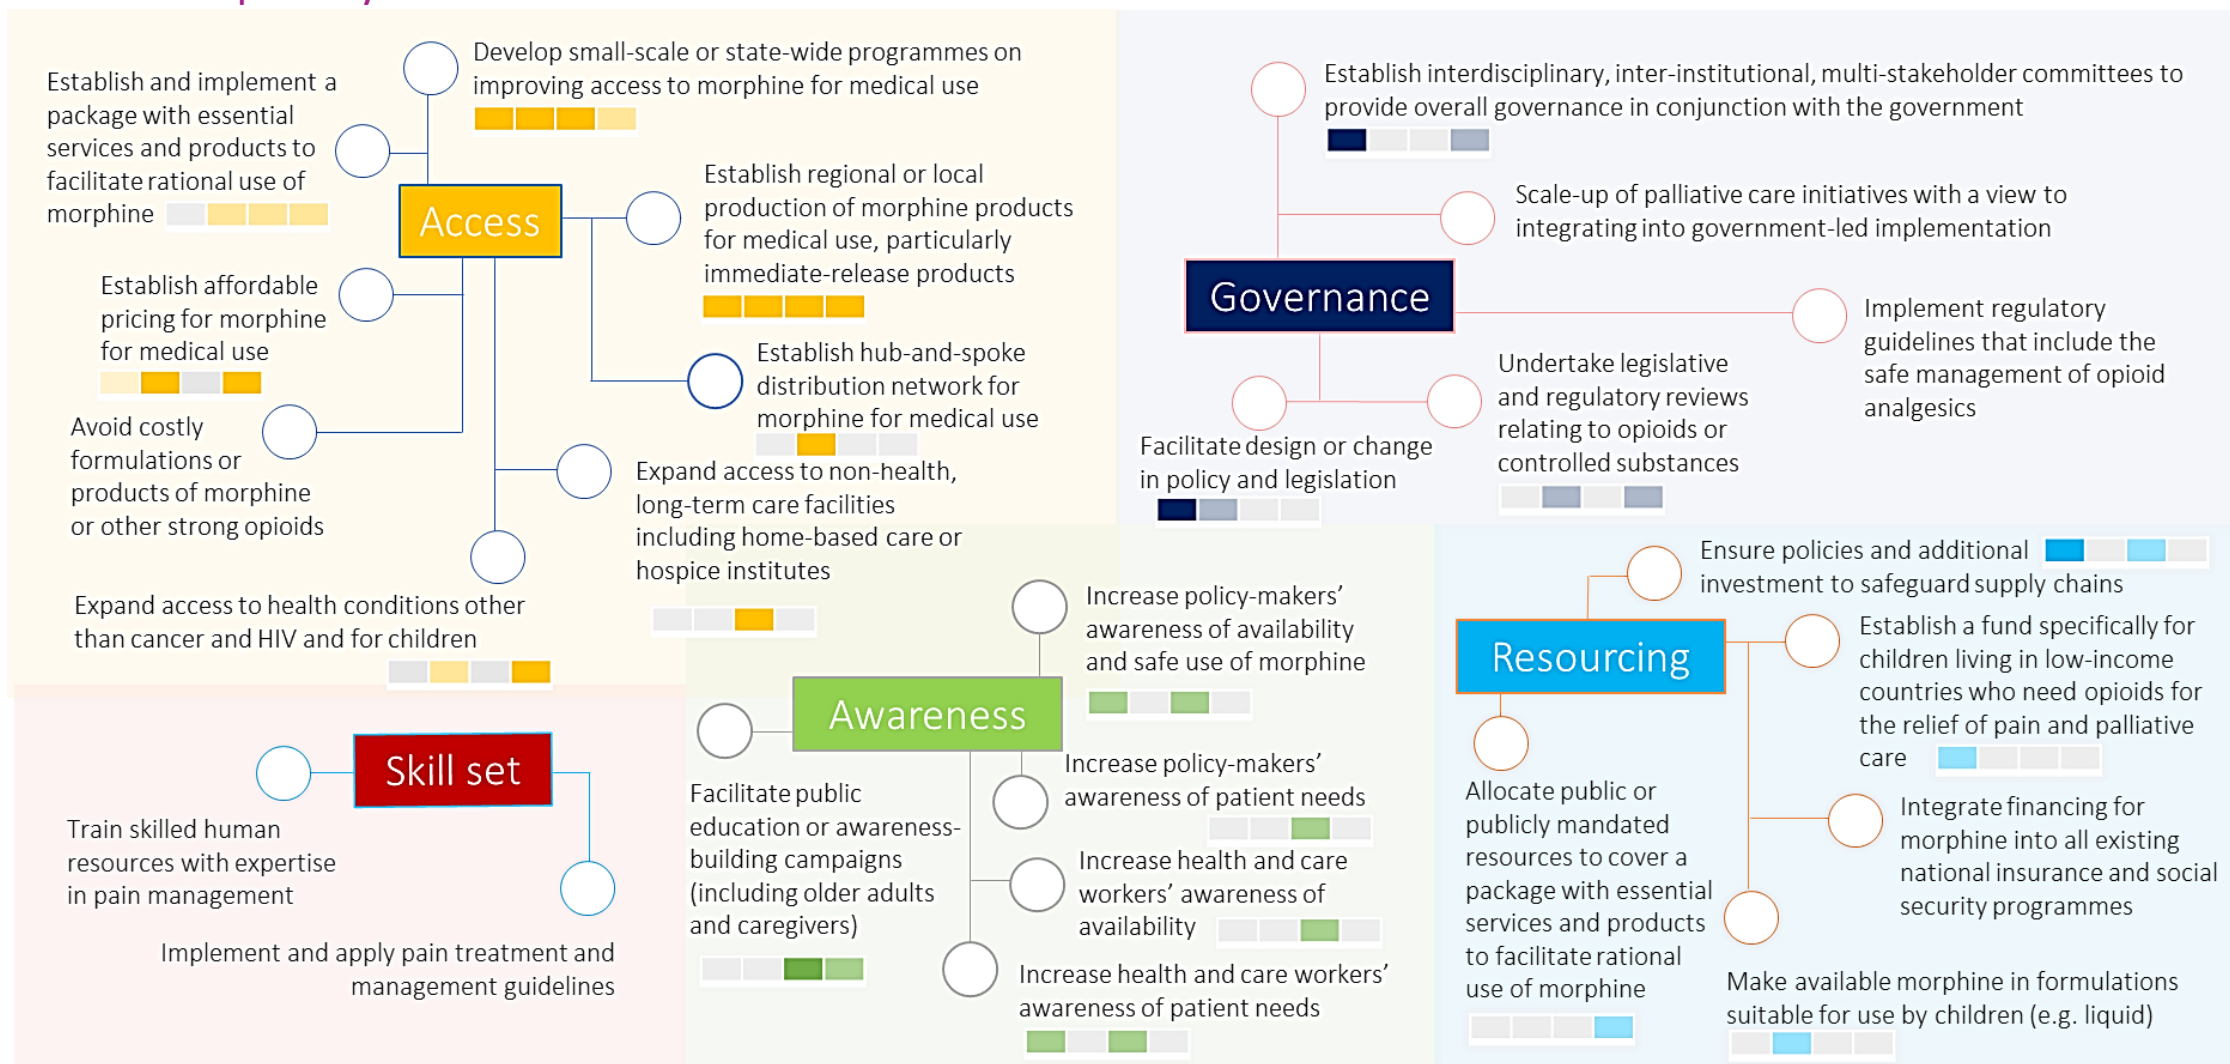 Develop small-scale or state-wide programmes on
improving access to morphine for medical use
Establish and implement a
package with essential
services and products to
facilitate rational use of
morphine
Access
Establish regional or local
production of morphine products
for medical use, particularly
immediate-release products
Establish affordable
pricing for morphine
for medical use
Establish hub-and-spoke
distribution network for
morphine for medical use
Avoid costly
formulations or
products of morphine
or other strong opioids
Expand access to non-health,
long-term care facilities
including home-based care or
hospice institutes
Expand access to health conditions other
than cancer and HIV and for children
Establish interdisciplinary, inter-institutional, multi-stakeholder committees to
provide overall governance in conjunction with the government
Scale-up of palliative care initiatives with a view to
integrating into government-led implementation
Governance
Implement regulatory
guidelines that include the
safe management of opioid
analgesics
Undertake legislative
and regulatory reviews
relating to opioids or
controlled substances
Facilitate design or change
in policy and legislation
Skill set
Train skilled human
resources with expertise
in pain management
Implement and apply pain treatment and
management guidelines
Increase policy-makers'
awareness of availability
and safe use of morphine
Awareness
Increase policy-makers'
awareness of patient needs
Facilitate public
education or awareness-
building campaigns
(including older adults
and caregivers)
Increase health and care
workers' awareness of
availability
Increase health and care workers'
awareness of patient needs
Ensure policies and additional
investment to safeguard supply chains
Resourcing
Establish a fund specifically for
children living in low-income
countries who need opioids for
the relief of pain and palliative
care
Allocate public or
publicly mandated
resources to cover a
package with essential
services and products
to facilitate rational
use of morphine
Integrate financing for
morphine into all existing
national insurance and social
security programmes
Make available morphine in formulations
suitable for use by children (e.g. liquid)